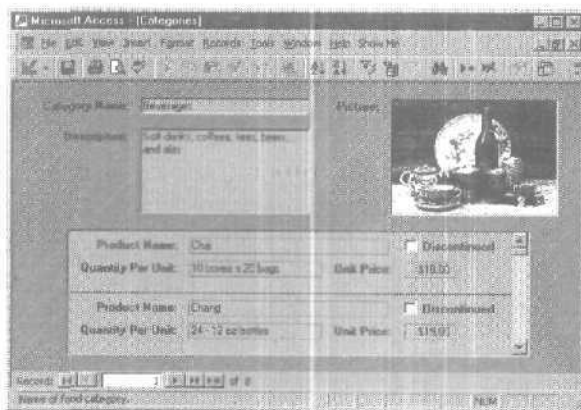 Microsoft Access - [Categories]
File Edit View Insert Format Records Tools Window Help Show Me
Category Name: Beverages
Picture:
Description: Soft drinks, coffees, teas, beers, and ales
Product Name: Chai
Discontinued
Quantity Per Unit: 10 boxes x 20 bags
Unit Price: $18.00
Product Name: Chang
Discontinued
Quantity Per Unit: 24 - 12 oz bottles
Unit Price: $19.00
Record: 1 of 8
Name of food category.
NUM